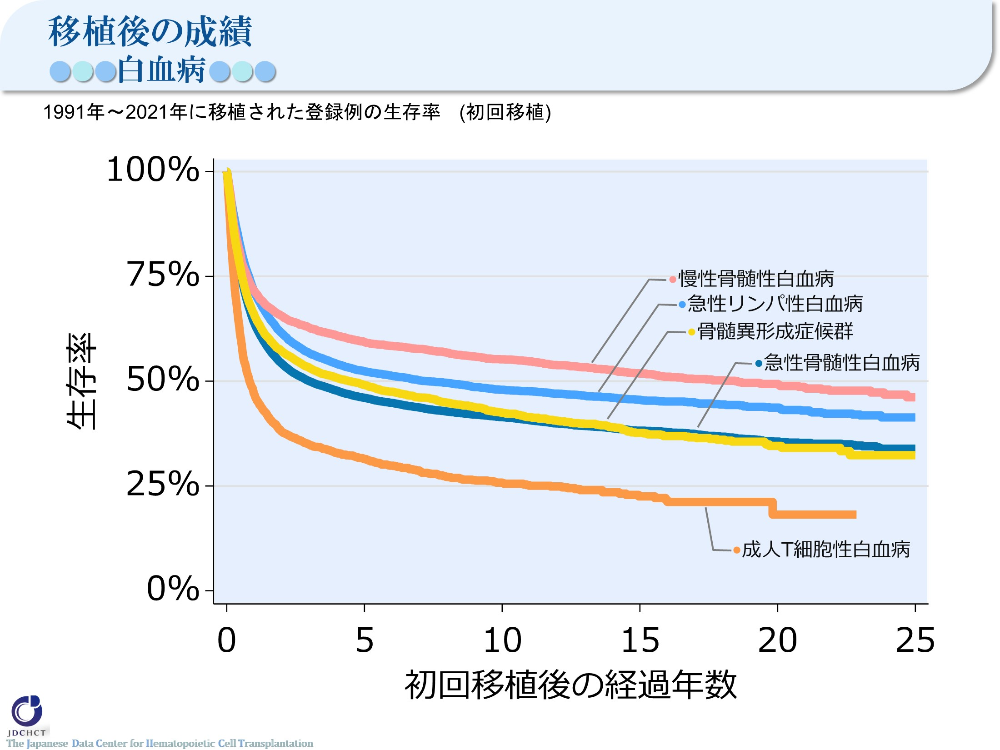 移植後の成績
白血病
1991年～2021年に移植された登録例の生存率　(初回移植)
100%
75%
50%
25%
0%
生存率
慢性骨髄性白血病
急性リンパ性白血病
骨髄異形成症候群
急性骨髄性白血病
成人T細胞性白血病
0 5 10 15 20 25
初回移植後の経過年数
JDCHCT
The Japanese Data Center for Hematopoietic Cell Transplantation